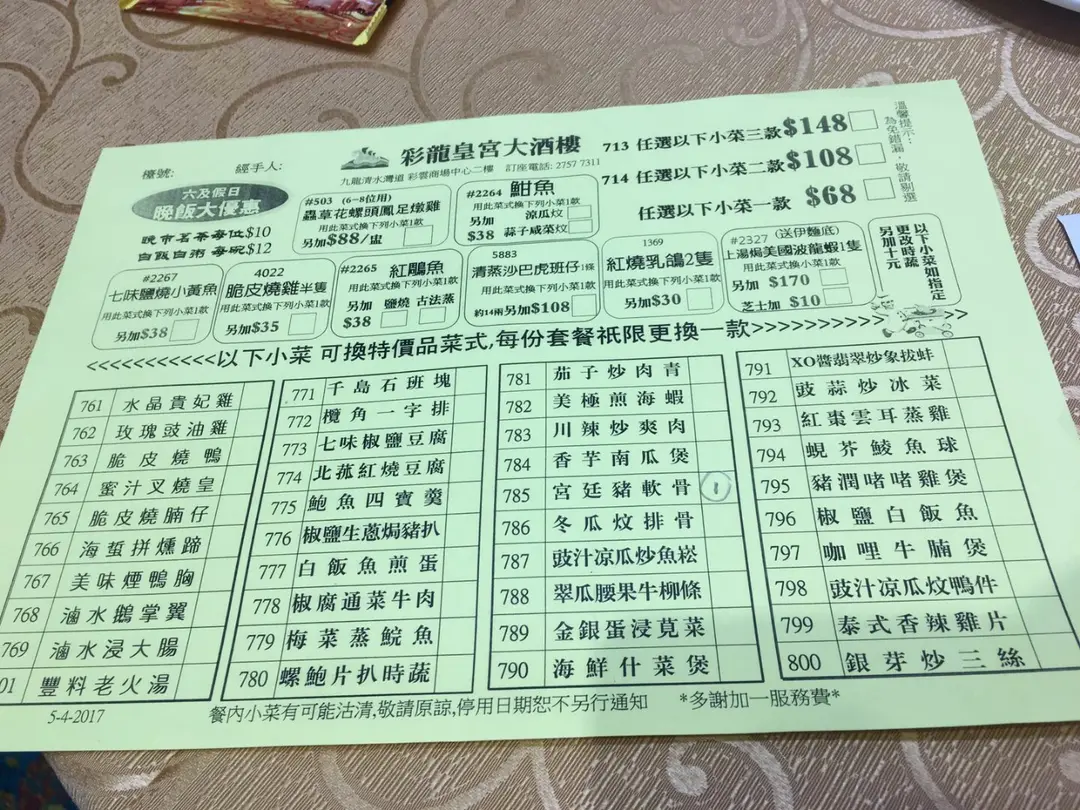 彩龍皇宮大酒樓
九龍清水灣道 彩雲商場中心二樓 訂座電話: 2757 7311
檯號: 經手人:
六及假日
晚飯大優惠
晚市茗茶每位$10
白飯白粥 每碗$12
713 任選以下小菜三款$148
714 任選以下小菜二款$108
任選以下小菜一款 $68
溫馨提示:
為免錯漏,敬請剔選
#503 (6-8位用)
蟲草花螺頭鳳足燉雞
用此菜式換下列小菜1款
另加$88/盅
#2264 鮋魚
用此菜式換下列小菜1款
另加 涼瓜炆
$38 蒜子咸菜炆
#2267
七味鹽燒小黃魚
用此菜式換下列小菜1款
另加$38
4022
脆皮燒雞半隻
用此菜式換下列小菜1款
另加$35
#2265 紅鵰魚
用此菜式換下列小菜1款
另加 鹽燒 古法蒸
$38
5883
清蒸沙巴虎班仔1條
用此菜式換下列小菜1款
約14兩另加$108
1369
紅燒乳鴿2隻
用此菜式換下列小菜1款
另加$30
#2327 (送伊麵底)
上湯焗美國波龍蝦1隻
用此菜式換小菜1款
另加 $170
芝士加 $10
以下小菜如指定
更改時蔬
另加十元
<<<<<<<<<<<以下小菜 可換特價品菜式,每份套餐祇限更換一款>>>>>>>>>>>
761 水晶貴妃雞
762 玫瑰豉油雞
763 脆皮燒鴨
764 蜜汁叉燒皇
765 脆皮燒腩仔
766 海蜇拼燻蹄
767 美味煙鴨胸
768 滷水鵝掌翼
769 滷水浸大腸
01 豐料老火湯
771 千島石班塊
772 欖角一字排
773 七味椒鹽豆腐
774 北菰紅燒豆腐
775 鮑魚四寶羹
776 椒鹽生蔥焗豬扒
777 白飯魚煎蛋
778 椒腐通菜牛肉
779 梅菜蒸鯇魚
780 螺鮑片扒時蔬
781 茄子炒肉青
782 美極煎海蝦
783 川辣炒爽肉
784 香芋南瓜煲
785 宮廷豬軟骨 1
786 冬瓜炆排骨
787 豉汁凉瓜炒魚崧
788 翠瓜腰果牛柳條
789 金銀蛋浸莧菜
790 海鮮什菜煲
791 XO醬翡翠炒象拔蚌
792 豉蒜炒冰菜
793 紅棗雲耳蒸雞
794 蜆芥鯪魚球
795 豬潤啫啫雞煲
796 椒鹽白飯魚
797 咖哩牛腩煲
798 豉汁凉瓜炆鴨件
799 泰式香辣雞片
800 銀芽炒三絲
5-4-2017 餐內小菜有可能沽清,敬請原諒,停用日期恕不另行通知 *多謝加一服務費*